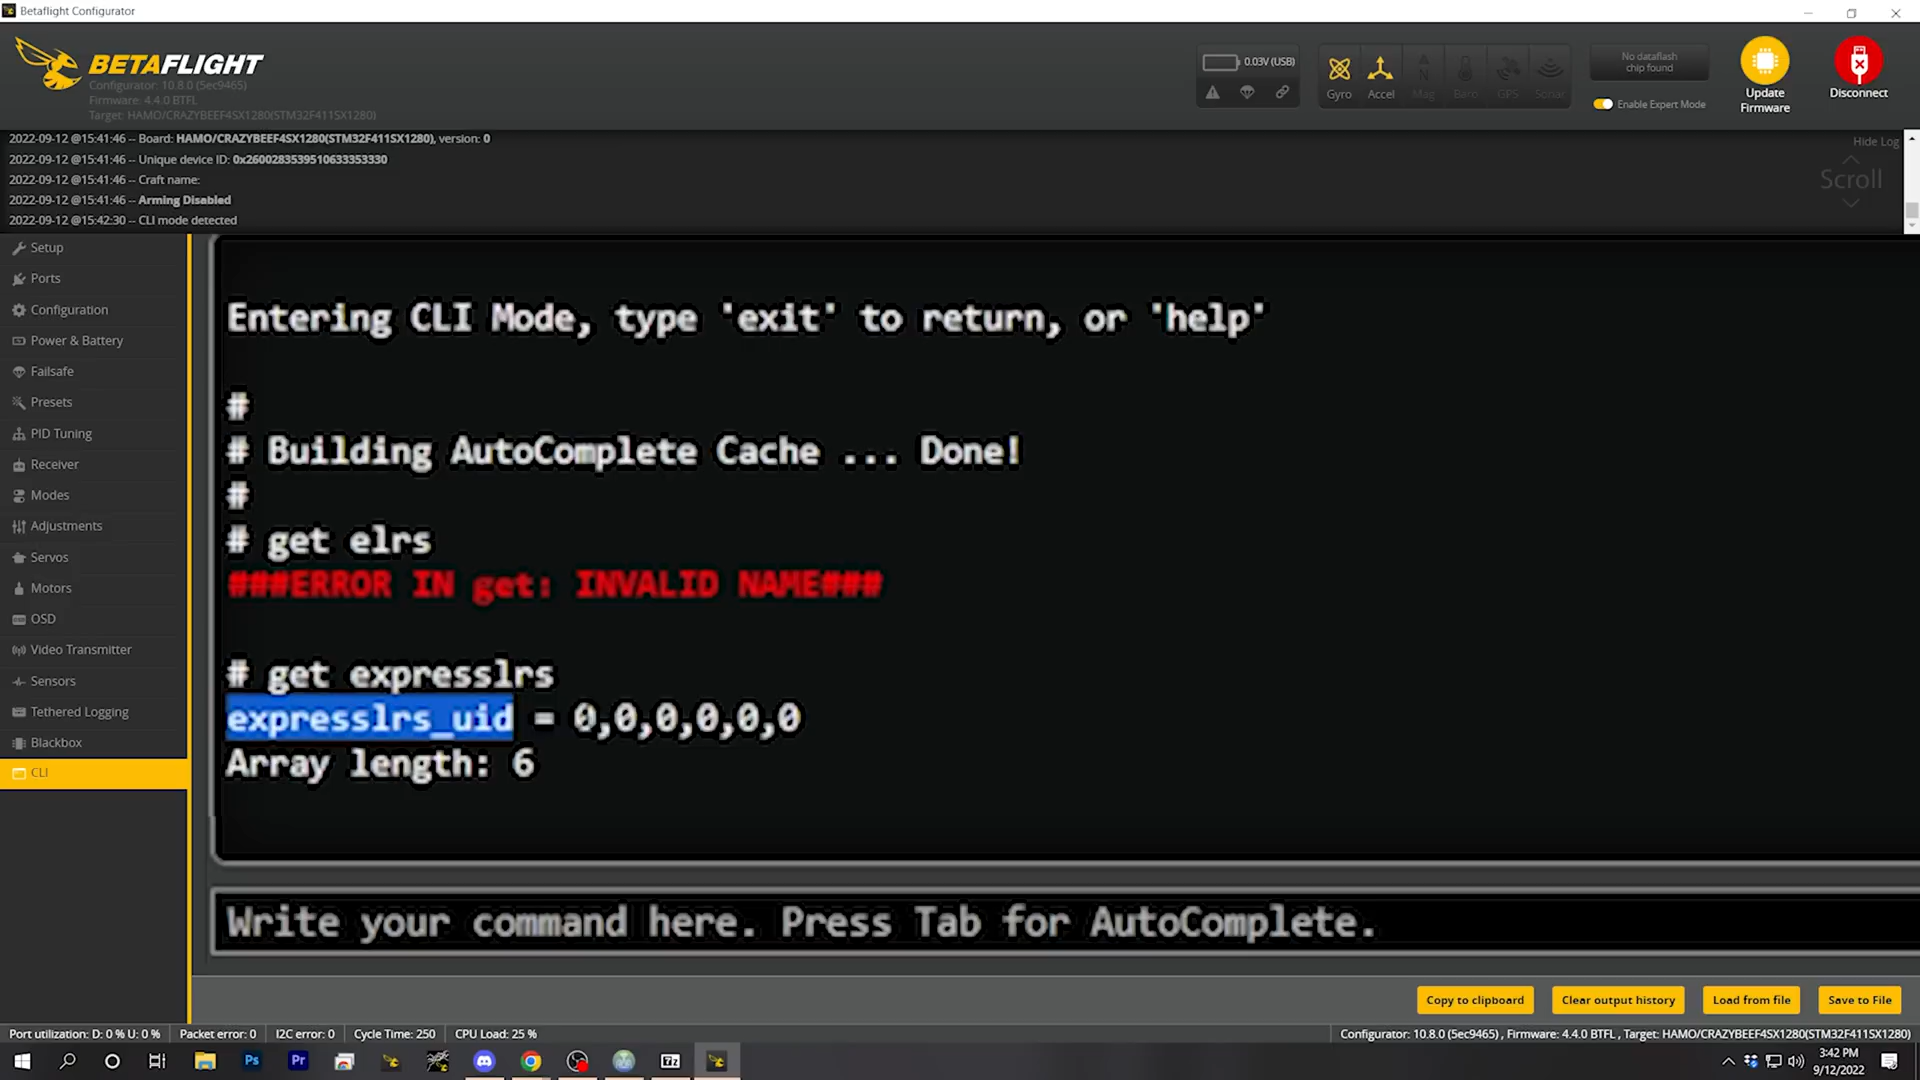 Betaflight Configurator
BETAFLIGHT
Configurator: 10.8.0 (5ec9465)
Firmware: 4.4.0 BTFL
Target: HAMO/CRAZYBEEF4SX1280(STM32F411SX1280)
0.03V (USB)
Gyro
Accel
Mag
Baro
GPS
Sonar
No dataflash
chip found
Enable Expert Mode
Update
Firmware
Disconnect
2022-09-12 @15:41:46 -- Board: HAMO/CRAZYBEEF4SX1280(STM32F411SX1280), version: 0
2022-09-12 @15:41:46 -- Unique device ID: 0x2600283539510633353330
2022-09-12 @15:41:46 -- Craft name:
2022-09-12 @15:41:46 -- Arming Disabled
2022-09-12 @15:42:30 -- CLI mode detected
Hide Log
Scroll
Setup
Ports
Configuration
Power & Battery
Failsafe
Presets
PID Tuning
Receiver
Modes
Adjustments
Servos
Motors
OSD
Video Transmitter
Sensors
Tethered Logging
Blackbox
CLI
Entering CLI Mode, type 'exit' to return, or 'help'
#
# Building AutoComplete Cache ... Done!
#
# get elrs
###ERROR IN get: INVALID NAME###
# get expresslrs
expresslrs_uid = 0,0,0,0,0,0
Array length: 6
Write your command here. Press Tab for AutoComplete.
Copy to clipboard
Clear output history
Load from file
Save to File
Port utilization: D: 0 % U: 0 %
Packet error: 0
I2C error: 0
Cycle Time: 250
CPU Load: 25 %
Configurator: 10.8.0 (5ec9465) , Firmware: 4.4.0 BTFL , Target: HAMO/CRAZYBEEF4SX1280(STM32F411SX1280)
Ps
Pr
7z
3:42 PM
9/12/2022